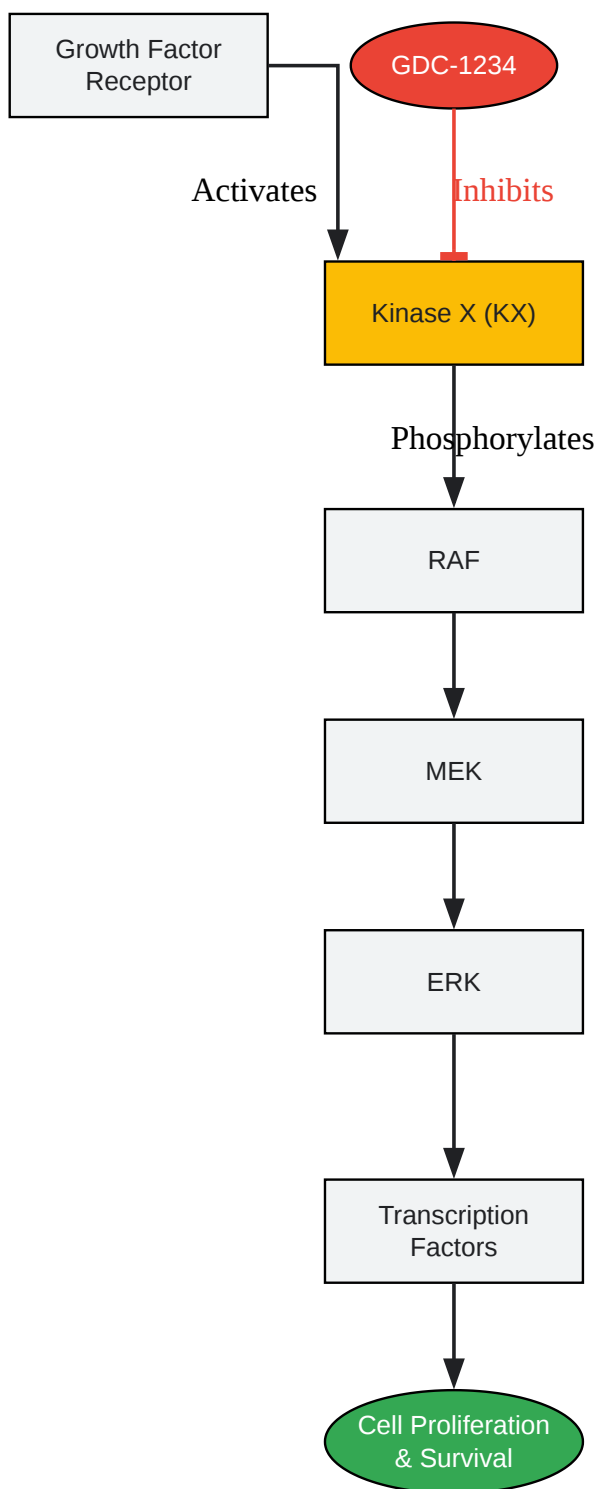 Growth Factor
Receptor
GDC-1234
Activates
Inhibits
Kinase X (KX)
Phosphorylates
RAF
MEK
ERK
Transcription
Factors
Cell Proliferation
& Survival